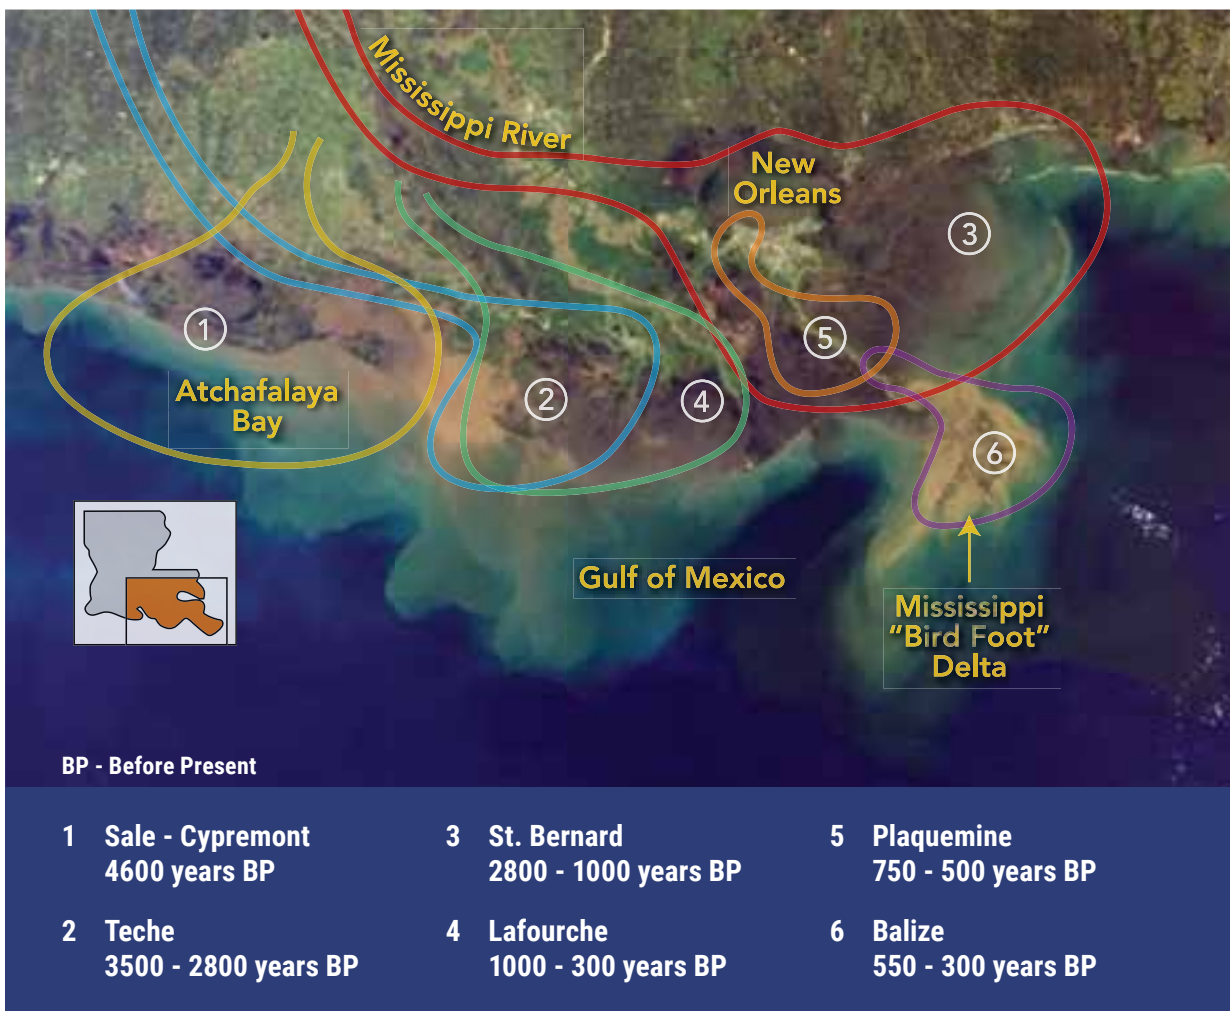 Mississippi River
New
Orleans
3
1
5
Atchafalaya
Bay
2
4
6
Gulf of Mexico
Mississippi
"Bird Foot"
Delta
BP - Before Present
1 Sale - Cypremont
4600 years BP
2 Teche
3500 - 2800 years BP
3 St. Bernard
2800 - 1000 years BP
4 Lafourche
1000 - 300 years BP
5 Plaquemine
750 - 500 years BP
6 Balize
550 - 300 years BP